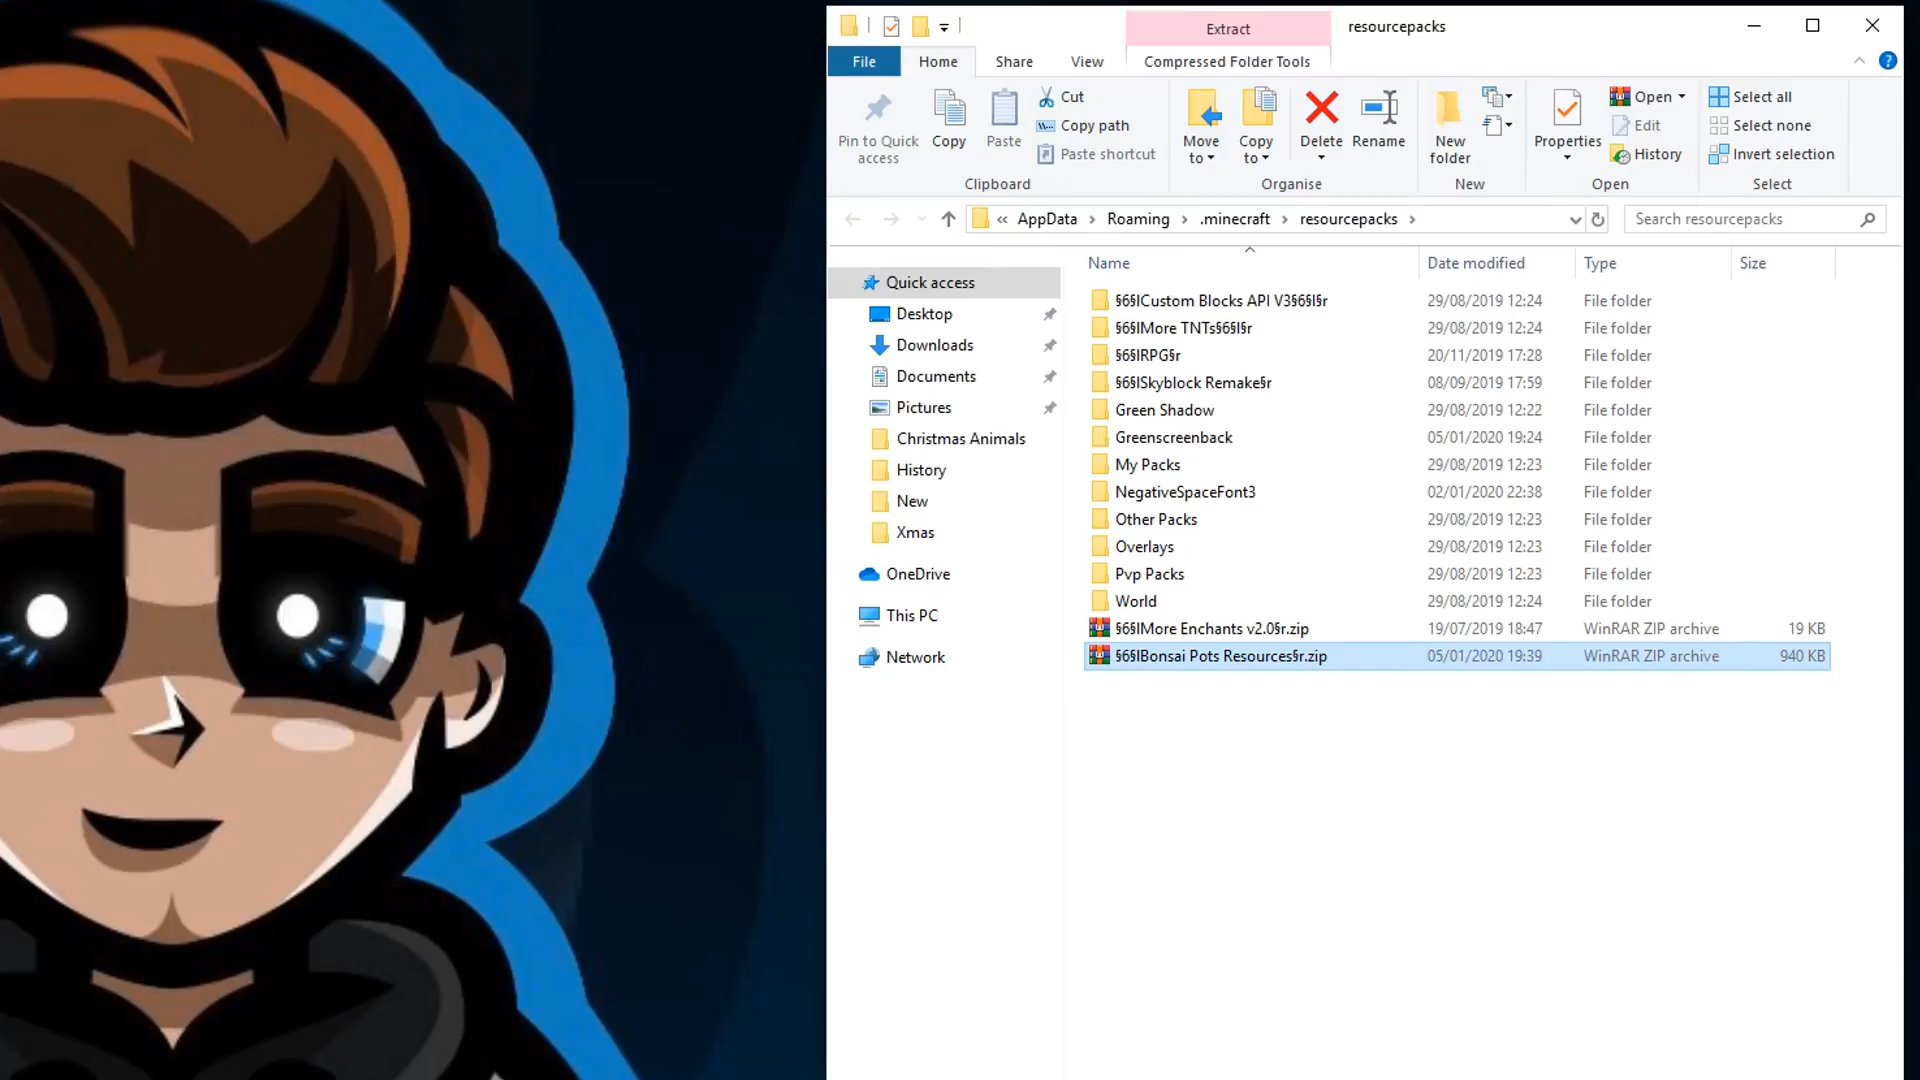 Extract resourcepacks
File Home Share View Compressed Folder Tools
Pin to Quick access
Copy
Paste
Cut
Copy path
Paste shortcut
Clipboard
Move to
Copy to
Delete
Rename
Organise
New folder
New
Properties
Open
Edit
History
Open
Select all
Select none
Invert selection
Select
« AppData > Roaming > .minecraft > resourcepacks >
Search resourcepacks
Quick access
Desktop
Downloads
Documents
Pictures
Christmas Animals
History
New
Xmas
OneDrive
This PC
Network
Name Date modified Type Size
§6§lCustom Blocks API V3§6§l§r 29/08/2019 12:24 File folder
§6§lMore TNTs§6§l§r 29/08/2019 12:24 File folder
§6§lRPG§r 20/11/2019 17:28 File folder
§6§lSkyblock Remake§r 08/09/2019 17:59 File folder
Green Shadow 29/08/2019 12:22 File folder
Greenscreenback 05/01/2020 19:24 File folder
My Packs 29/08/2019 12:23 File folder
NegativeSpaceFont3 02/01/2020 22:38 File folder
Other Packs 29/08/2019 12:23 File folder
Overlays 29/08/2019 12:23 File folder
Pvp Packs 29/08/2019 12:23 File folder
World 29/08/2019 12:24 File folder
§6§lMore Enchants v2.0§r.zip 19/07/2019 18:47 WinRAR ZIP archive 19 KB
§6§lBonsai Pots Resources§r.zip 05/01/2020 19:39 WinRAR ZIP archive 940 KB